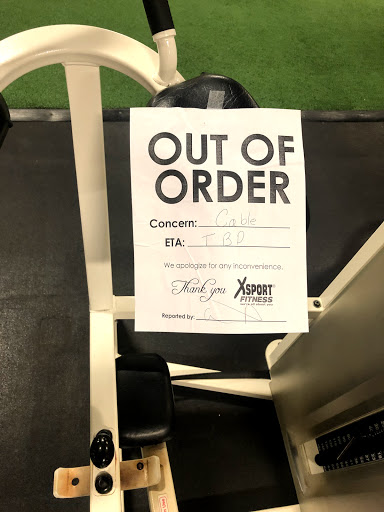 OUT OF
ORDER
Concern: Cable
ETA: TBD
We apologize for any inconvenience.
Thank you XSPORT
FITNESS
Reported by: